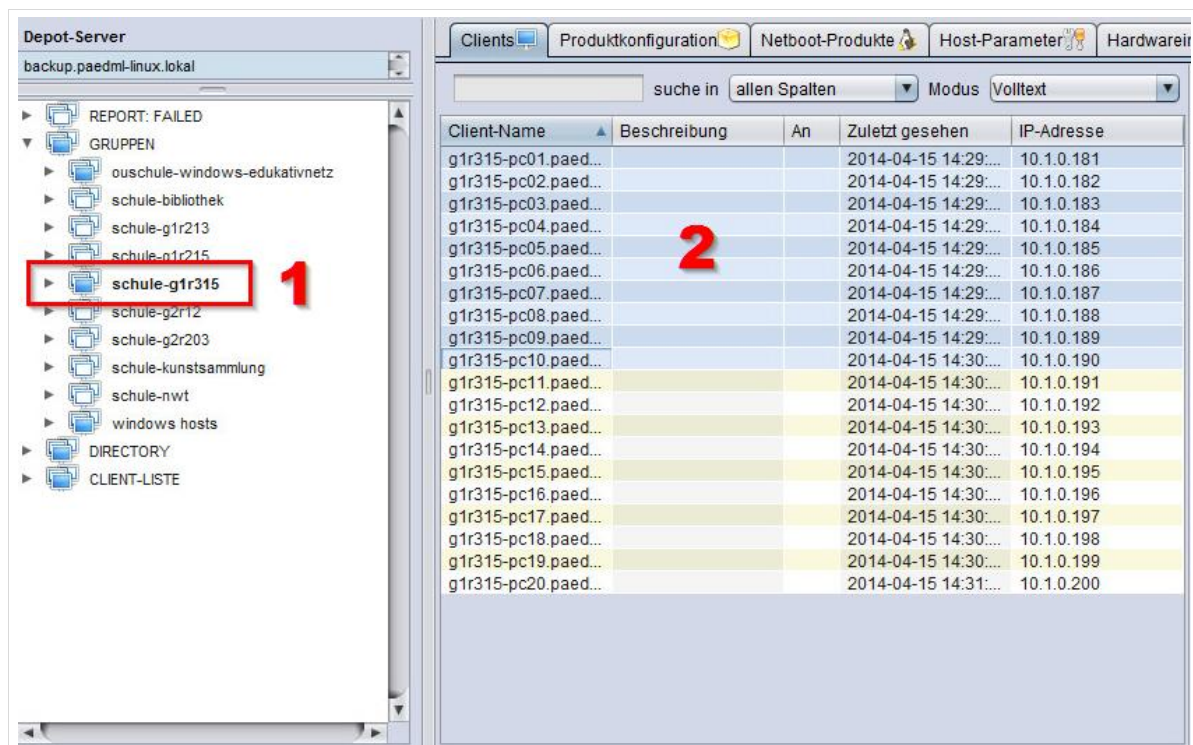 Depot-Server
backup.paedml-linux.lokal
REPORT: FAILED
GRUPPEN
ouschule-windows-edukativnetz
schule-bibliothek
schule-g1r213
schule-g1r215
schule-g1r315
1
schule-g2r12
schule-g2r203
schule-kunstsammlung
schule-nwt
windows hosts
DIRECTORY
CLIENT-LISTE
Clients Produktkonfiguration Netboot-Produkte Host-Parameter Hardwarein
suche in allen Spalten Modus Volltext
Client-Name Beschreibung An Zuletzt gesehen IP-Adresse
g1r315-pc01.paed... 2014-04-15 14:29:... 10.1.0.181
g1r315-pc02.paed... 2014-04-15 14:29:... 10.1.0.182
g1r315-pc03.paed... 2014-04-15 14:29:... 10.1.0.183
g1r315-pc04.paed... 2014-04-15 14:29:... 10.1.0.184
g1r315-pc05.paed... 2014-04-15 14:29:... 10.1.0.185
2
g1r315-pc06.paed... 2014-04-15 14:29:... 10.1.0.186
g1r315-pc07.paed... 2014-04-15 14:29:... 10.1.0.187
g1r315-pc08.paed... 2014-04-15 14:29:... 10.1.0.188
g1r315-pc09.paed... 2014-04-15 14:29:... 10.1.0.189
g1r315-pc10.paed... 2014-04-15 14:30:... 10.1.0.190
g1r315-pc11.paed... 2014-04-15 14:30:... 10.1.0.191
g1r315-pc12.paed... 2014-04-15 14:30:... 10.1.0.192
g1r315-pc13.paed... 2014-04-15 14:30:... 10.1.0.193
g1r315-pc14.paed... 2014-04-15 14:30:... 10.1.0.194
g1r315-pc15.paed... 2014-04-15 14:30:... 10.1.0.195
g1r315-pc16.paed... 2014-04-15 14:30:... 10.1.0.196
g1r315-pc17.paed... 2014-04-15 14:30:... 10.1.0.197
g1r315-pc18.paed... 2014-04-15 14:30:... 10.1.0.198
g1r315-pc19.paed... 2014-04-15 14:30:... 10.1.0.199
g1r315-pc20.paed... 2014-04-15 14:31:... 10.1.0.200